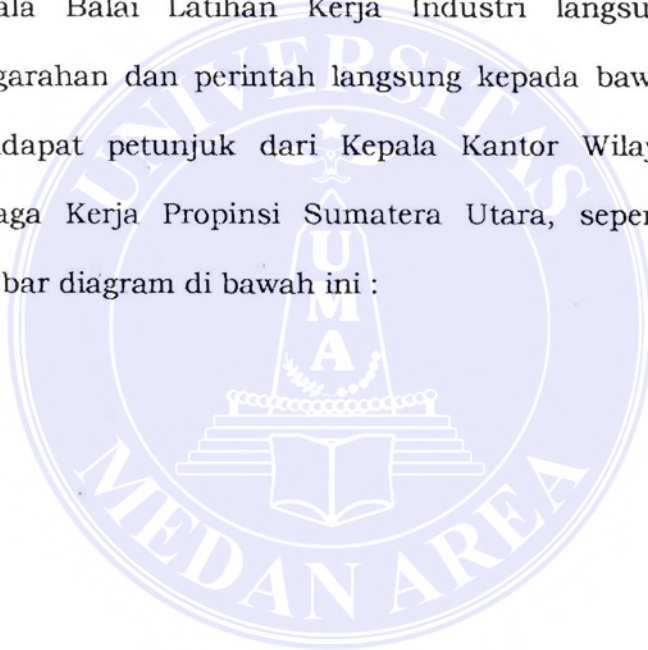 ala Balai Latihan Kerja Industri langsu
garahan dan perintah langsung kepada baw
dapat petunjuk dari Kepala Kantor Wilay
aga Kerja Propinsi Sumatera Utara, seper
bar diagram di bawah ini :
UNIVERSITAS
UMA
MEDAN AREA